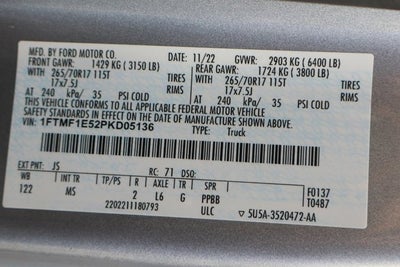 MFD. BY FORD MOTOR CO.
DATE: 11/22 GVWR: 2903 KG (6400 LB)
FRONT GAWR: 1429 KG (3150 LB) REAR GAWR: 1724 KG (3800 LB)
WITH 265/70R17 115T TIRES WITH 265/70R17 115T TIRES
17x7.5J RIMS 17x7.5J RIMS
AT 240 kPa/ 35 PSI COLD AT 240 kPa/ 35 PSI COLD
THIS VEHICLE CONFORMS TO ALL APPLICABLE FEDERAL MOTOR VEHICLE
SAFETY STANDARDS IN EFFECT ON THE DATE OF MANUFACTURE SHOWN ABOVE.
VIN: 1FTMF1E52PKD05136 TYPE: Truck
EXT PNT: JS RC: 71 DSO:
WB INT TR TP/PS R AXLE TR SPR F0137
122 MS 2 L6 G PPBB T0487
2202211180793 ULC 5U5A-3520472-AA